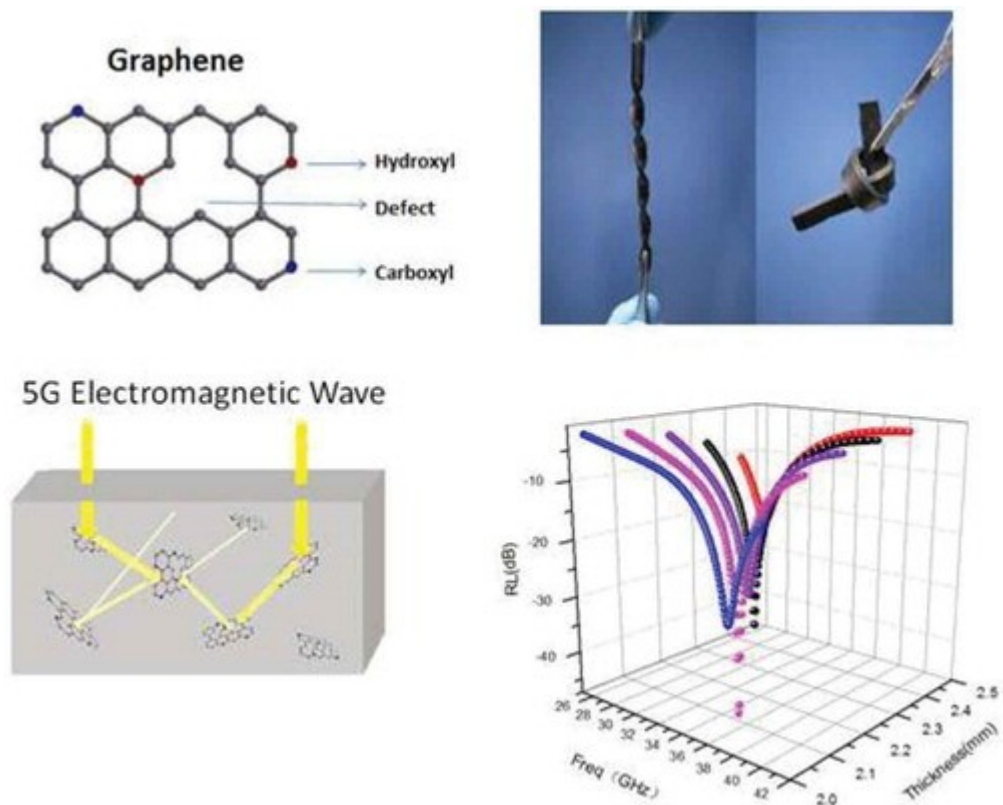 Graphene
Hydroxyl
Defect
Carboxyl
5G Electromagnetic Wave
-10
-20
-30
-40
RL(dB)
26
28
30
32
34
36
38
40
42
Freq (GHz)
2.0
2.1
2.2
2.3
2.4
2.5
Thickness(mm)